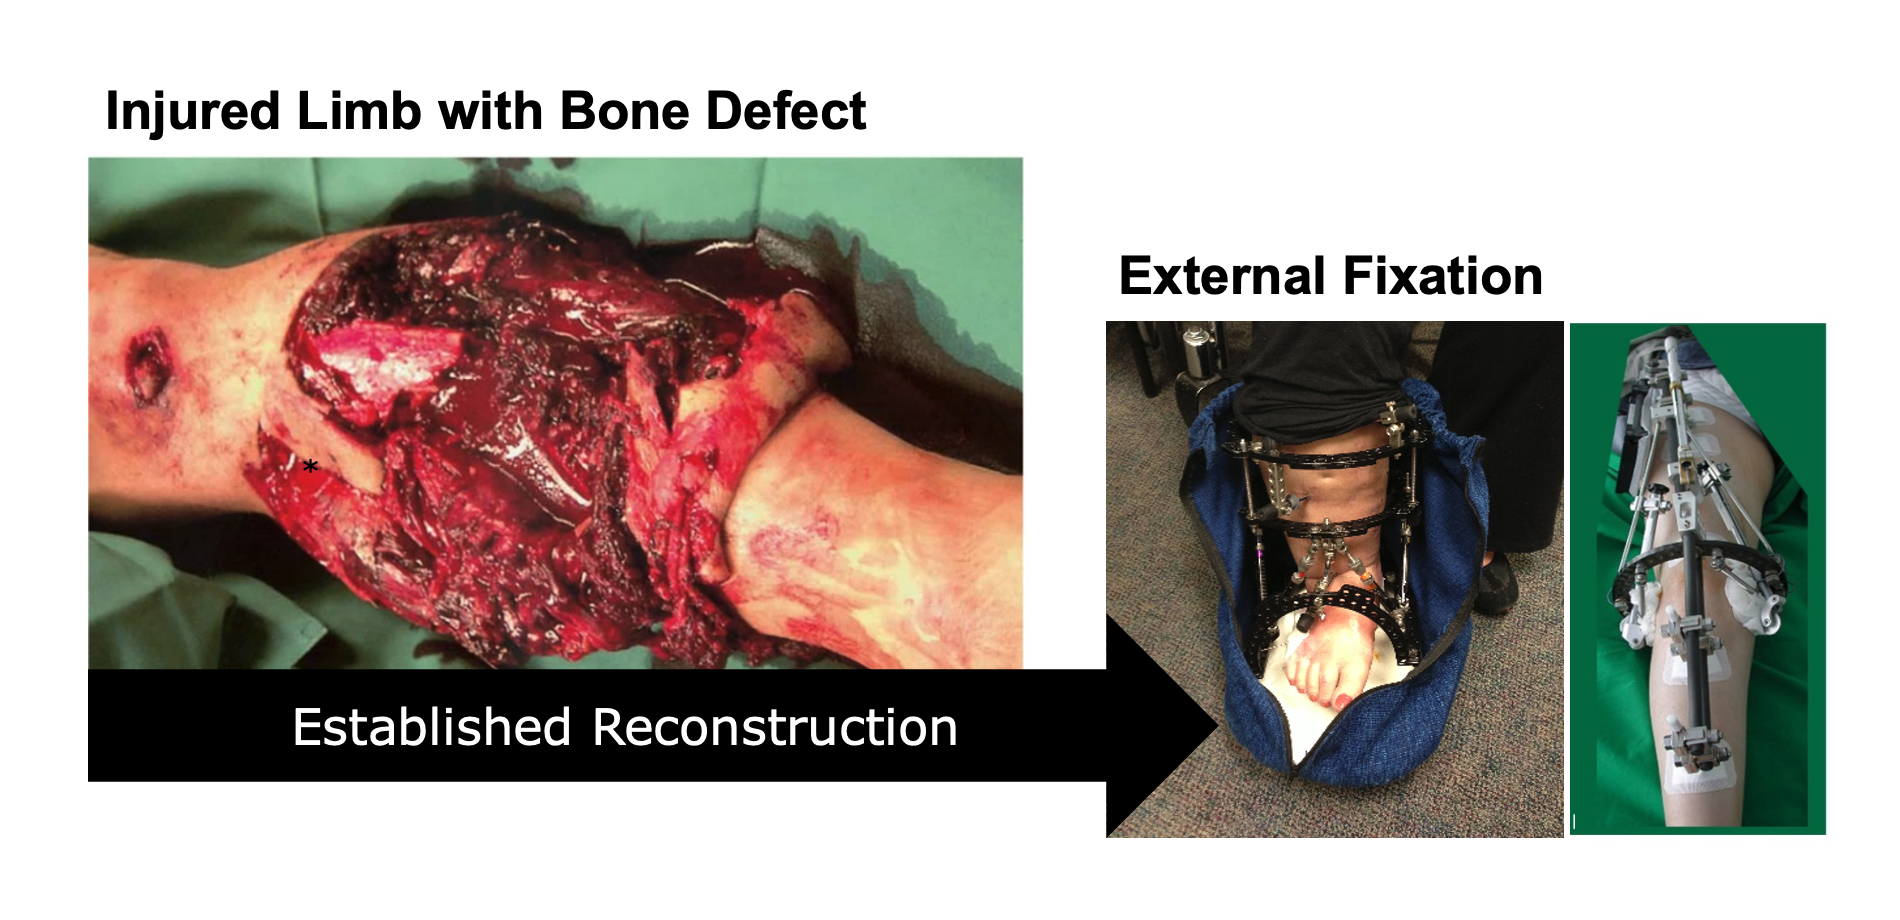 Injured Limb with Bone Defect
External Fixation
*
Established Reconstruction